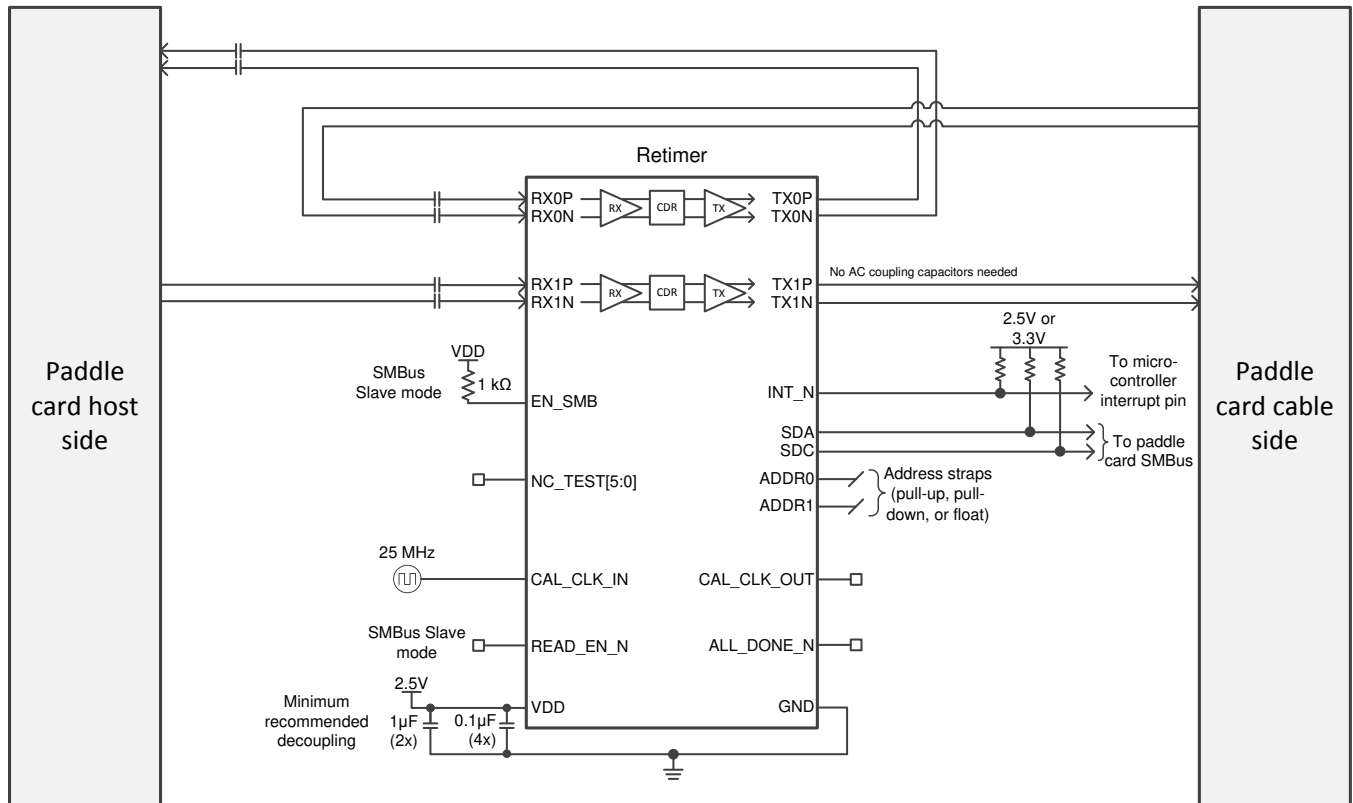 Retimer
RX0P
RX0N
RX
CDR
TX
TX0P
TX0N
RX1P
RX1N
RX
CDR
TX
TX1P
TX1N
No AC coupling capacitors needed
Paddle
card host
side
Paddle
card cable
side
SMBus
Slave mode
VDD
1 kΩ
EN_SMB
2.5V or
3.3V
INT_N
To micro-
controller
interrupt pin
SDA
SDC
To paddle
card SMBus
NC_TEST[5:0]
ADDR0
ADDR1
Address straps
(pull-up, pull-
down, or float)
25 MHz
CAL_CLK_IN
CAL_CLK_OUT
SMBus Slave
mode
READ_EN_N
ALL_DONE_N
Minimum
recommended
decoupling
2.5V
1μF
(2x)
0.1μF
(4x)
VDD
GND